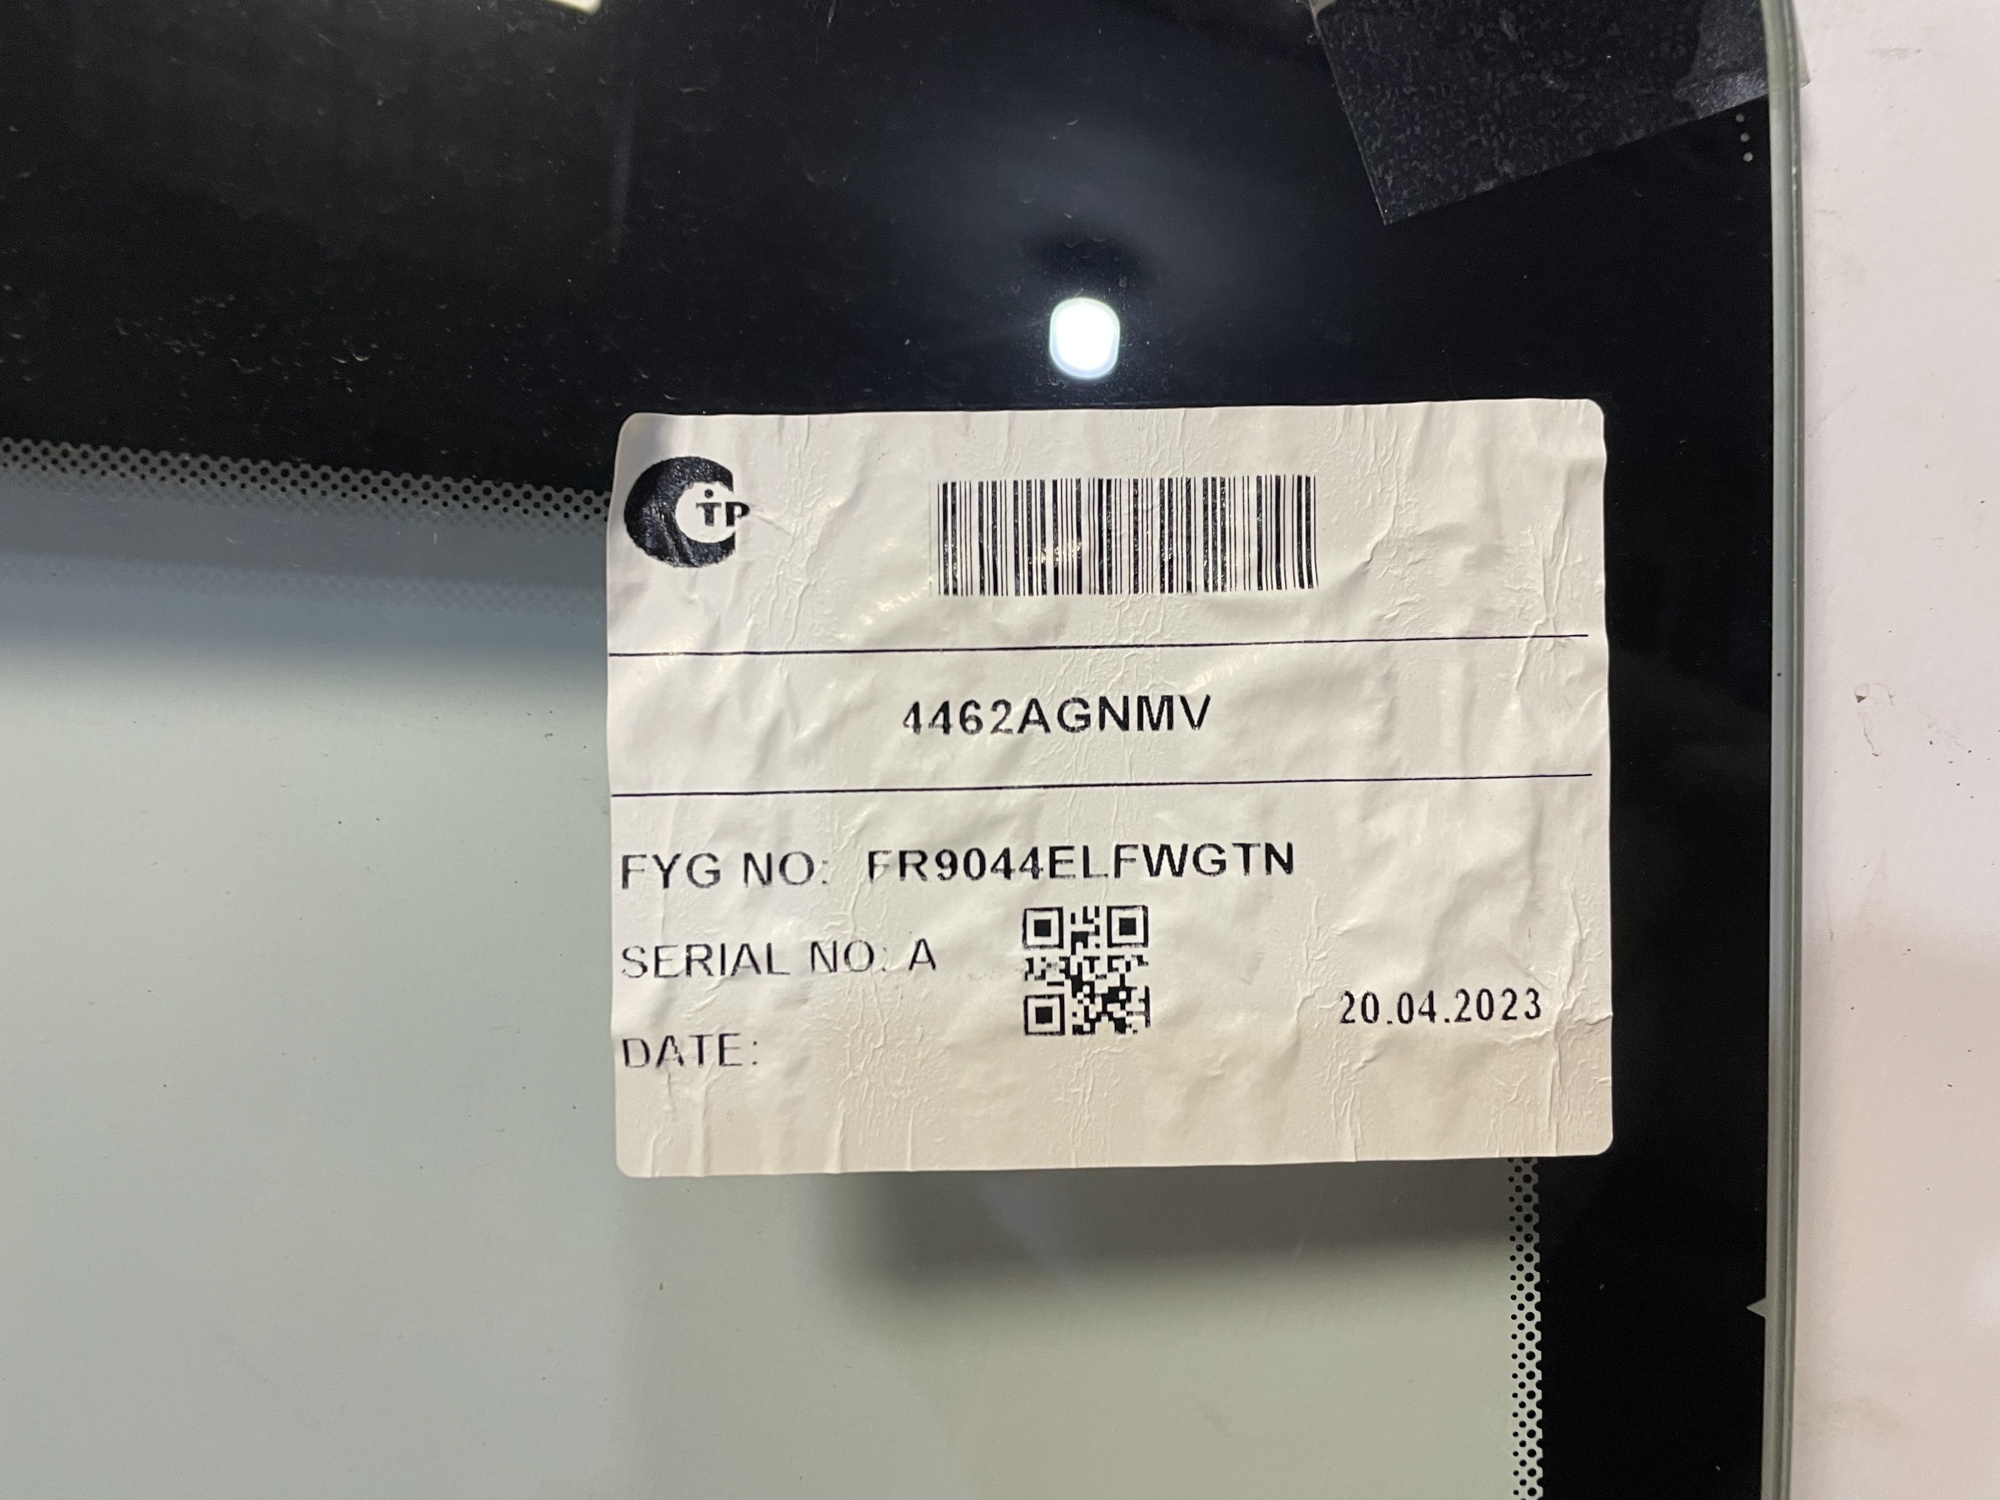 TP
4462AGNMV
FYG NO: FR9044ELFWGTN
SERIAL NO: A
20.04.2023
DATE: